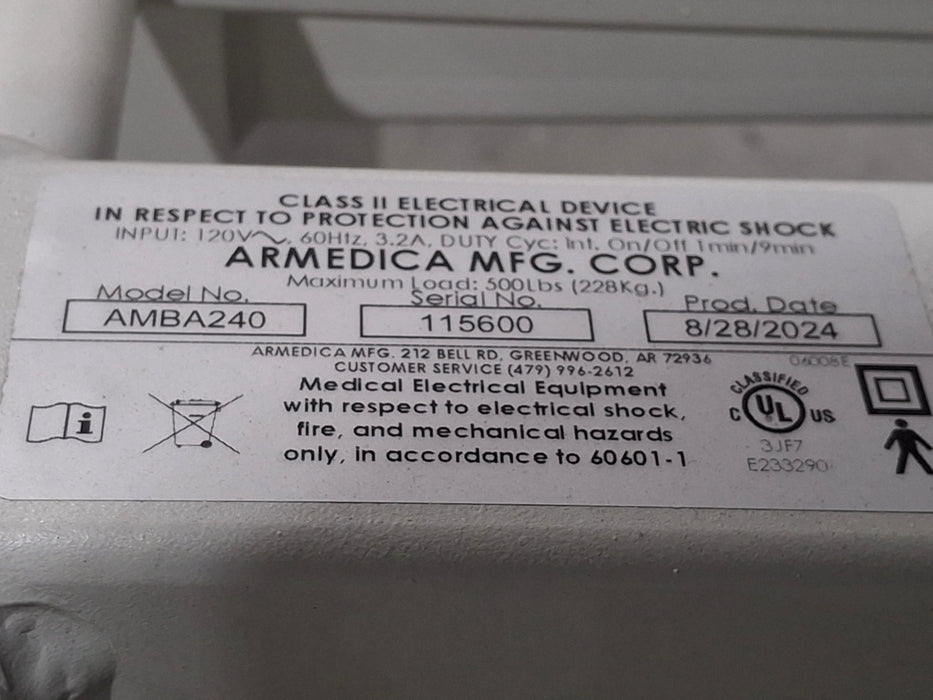 CLASS II ELECTRICAL DEVICE
IN RESPECT TO PROTECTION AGAINST ELECTRIC SHOCK
INPUT: 120V~, 60Hz, 3.2A, DUTY Cyc: Int. On/Off 1min/9min
ARMEDICA MFG. CORP.
Maximum Load: 500Lbs (228Kg.)
Model No. Serial No. Prod. Date
AMBA240 115600 8/28/2024
ARMEDICA MFG. 212 BELL RD, GREENWOOD, AR 72936
CUSTOMER SERVICE (479) 996-2612
Medical Electrical Equipment
with respect to electrical shock,
fire, and mechanical hazards
only, in accordance to 60601-1
CLASSIFIED
C UL US
3JF7
E233290